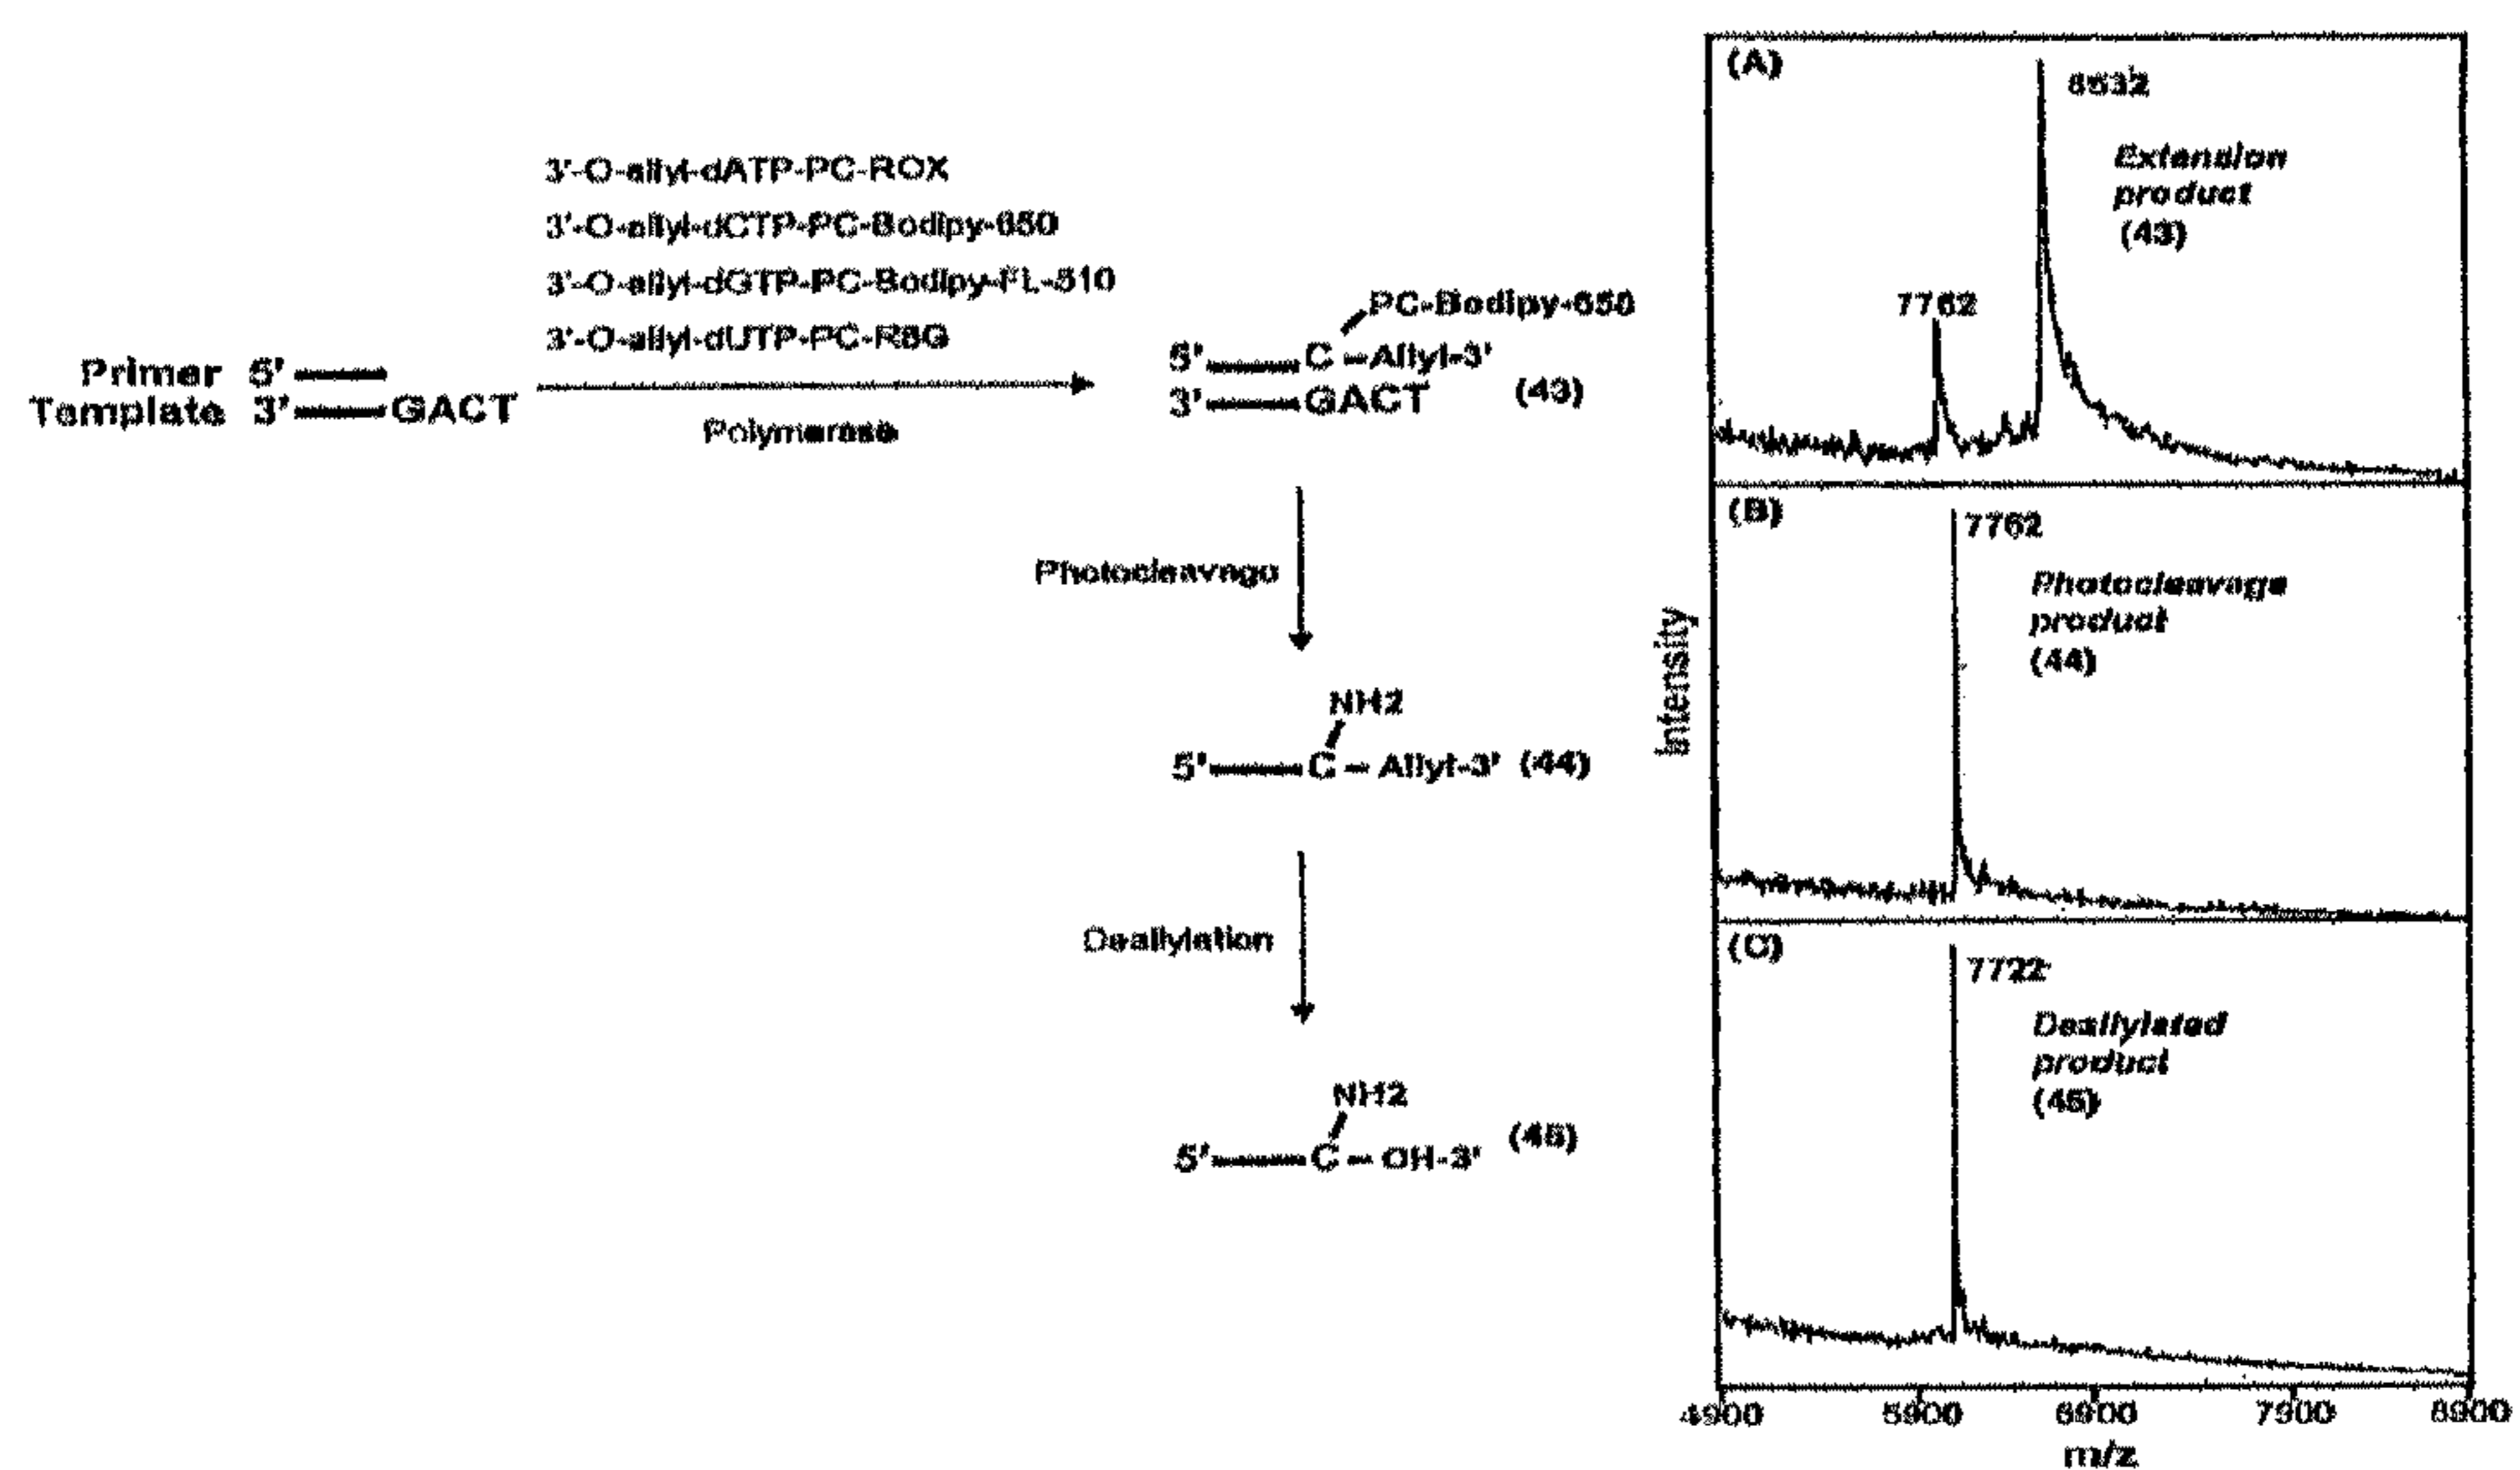 3'-O-allyl-dATP-PC-ROX
3'-O-allyl-dCTP-PC-Bodipy-650
3'-O-allyl-dGTP-PC-Bodipy-FL-510
3'-O-allyl-dUTP-PC-R6G
Primer 5'
Template 3' GACT
Polymerase
PC-Bodipy-650
5' C – Allyl-3'
3' GACT (43)
Photocleavage
NH2
5' C – Allyl-3' (44)
Deallylation
NH2
5' C – OH-3' (45)
Intensity
(A)
8532
Extension
product
(43)
7762
(B)
7762
Photocleavage
product
(44)
(C)
7722
Deallylated
product
(45)
4900 5900 6900 7900 8900
m/z